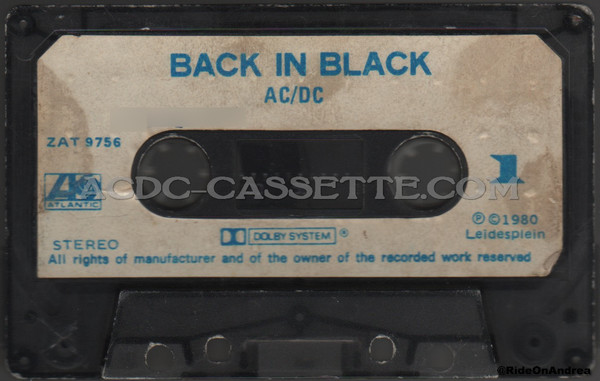 BACK IN BLACK
AC/DC
ZAT 9756
1
ACDC-CASSETTE.COM
ATLANTIC
℗ © 1980
Leidesplein
STEREO
DOLBY SYSTEM ®
All rights of manufacturer and of the owner of the recorded work reserved
©RideOnAndrea